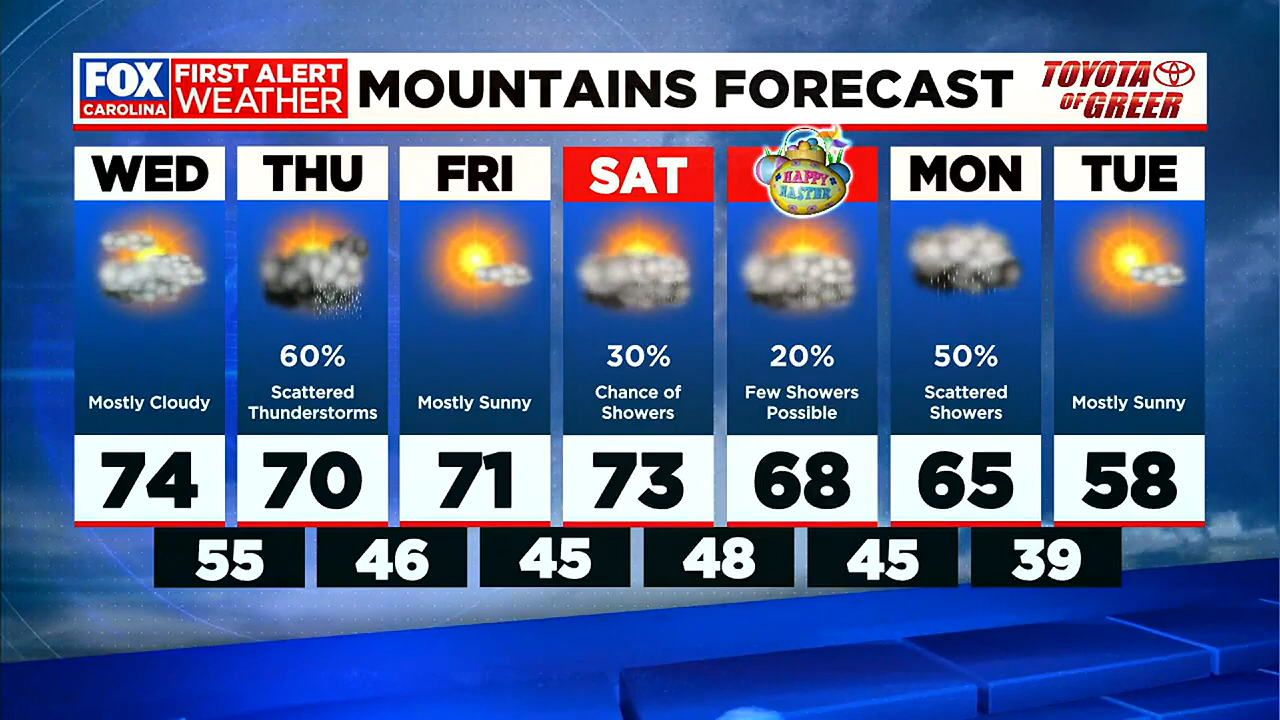 FOX
CAROLINA
FIRST ALERT
WEATHER
MOUNTAINS FORECAST
TOYOTA
OF GREER
WED
Mostly Cloudy
74
THU
60%
Scattered
Thunderstorms
70
FRI
Mostly Sunny
71
SAT
30%
Chance of
Showers
73
HAPPY
EASTER
20%
Few Showers
Possible
68
MON
50%
Scattered
Showers
65
TUE
Mostly Sunny
58
55
46
45
48
45
39